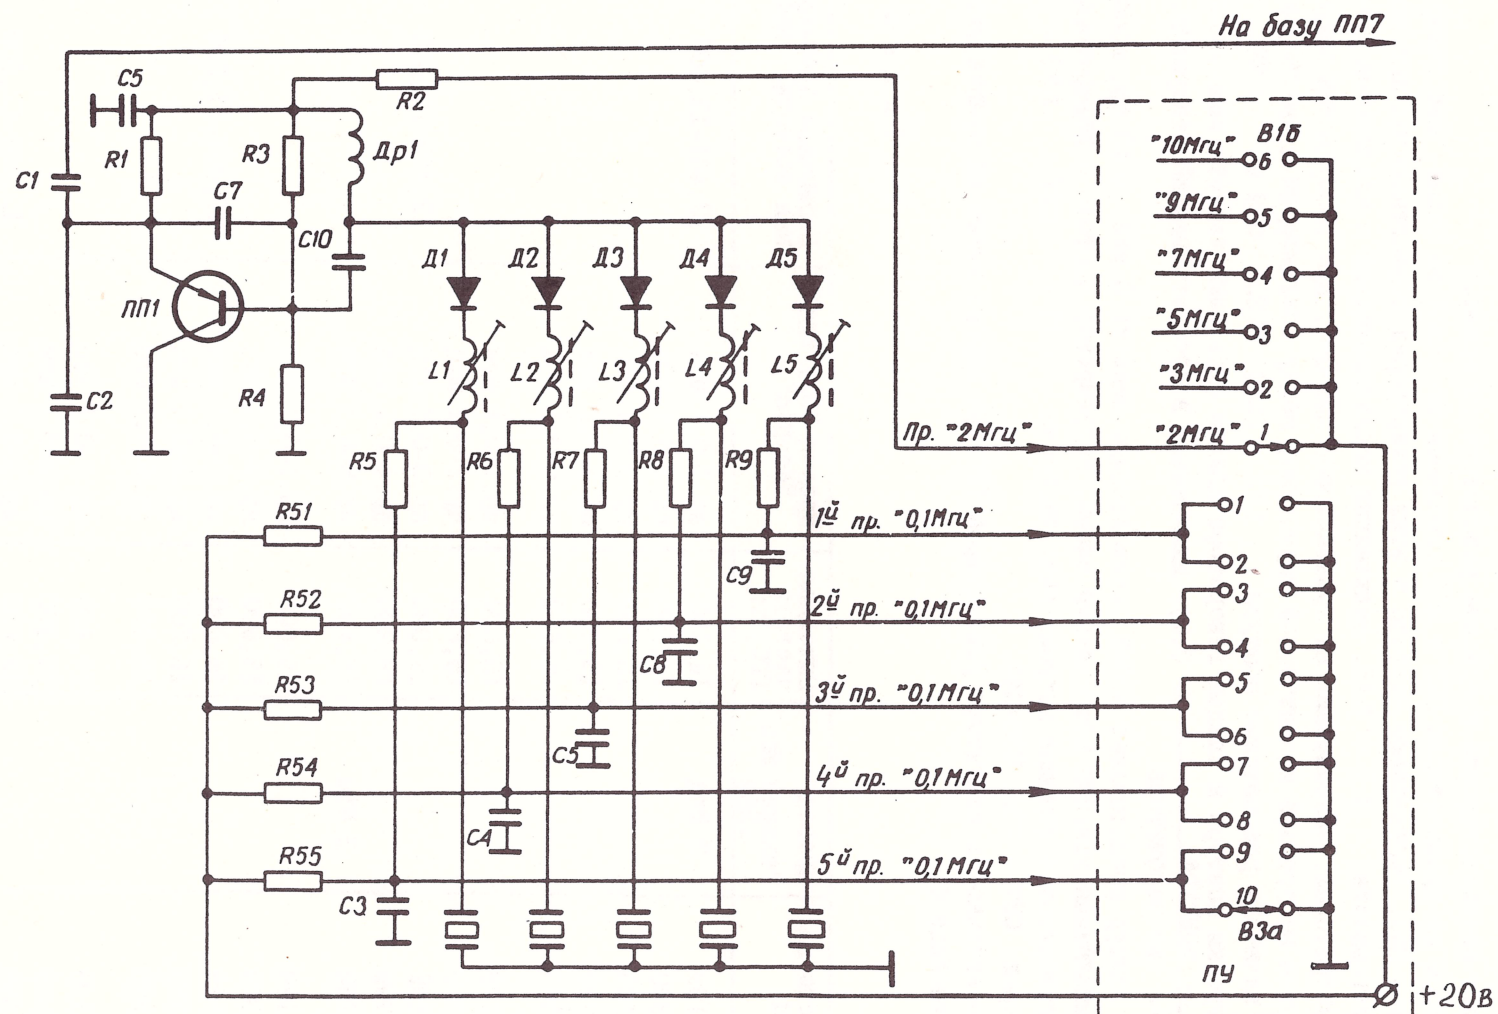 На базу ПП7
C5
R2
"10Мгц"
В1б
6
R1
R3
Др1
C1
C7
"9Мгц"
5
C10
Д1
Д2
Д3
Д4
Д5
"7Мгц"
4
ПП1
"5Мгц"
3
L1
L2
L3
L4
L5
"3Мгц"
2
C2
R4
Пр. "2Мгц"
"2Мгц"
1
R5
R6
R7
R8
R9
R51
1й пр. "0,1Мгц"
1
2
C9
R52
2й пр. "0,1Мгц"
3
4
C8
R53
3й пр. "0,1Мгц"
5
6
C5
R54
4й пр. "0,1Мгц"
7
8
C4
R55
5й пр. "0,1Мгц"
9
10
C3
В3а
ПУ
+20в